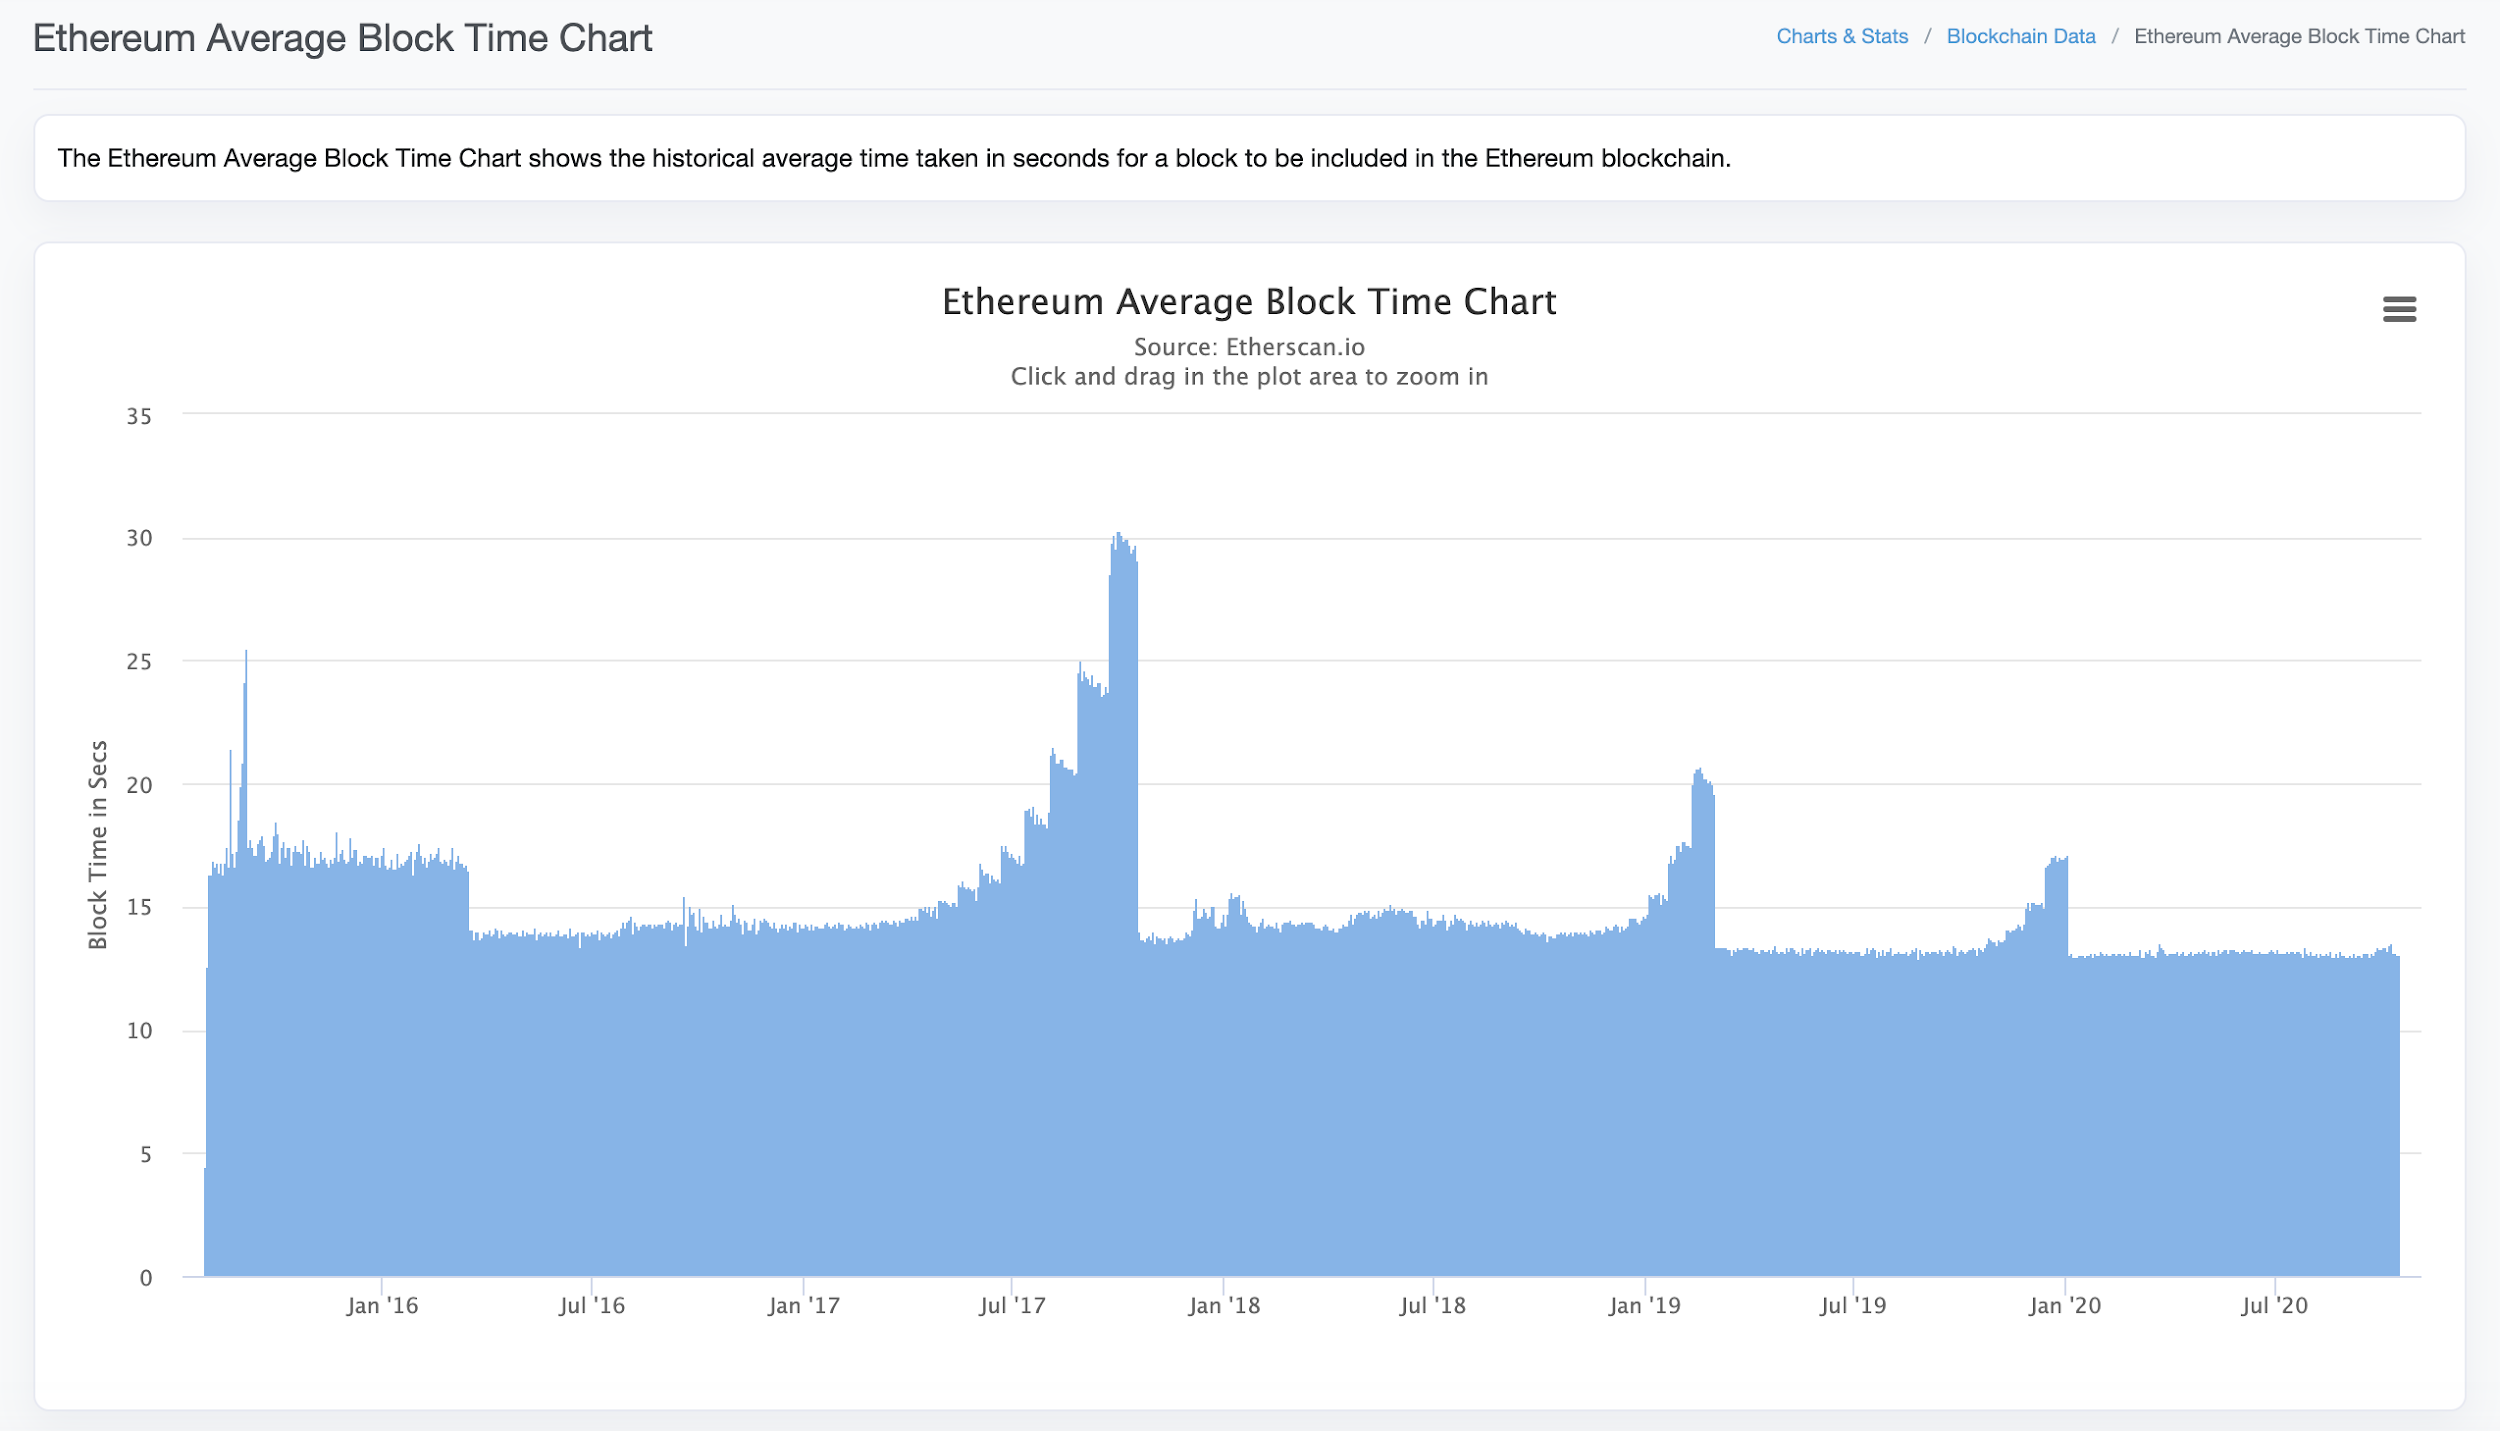 Ethereum Average Block Time Chart
Charts & Stats / Blockchain Data / Ethereum Average Block Time Chart
The Ethereum Average Block Time Chart shows the historical average time taken in seconds for a block to be included in the Ethereum blockchain.
Ethereum Average Block Time Chart
Source: Etherscan.io
Click and drag in the plot area to zoom in
Block Time in Secs
35
30
25
20
15
10
5
0
Jan '16
Jul '16
Jan '17
Jul '17
Jan '18
Jul '18
Jan '19
Jul '19
Jan '20
Jul '20